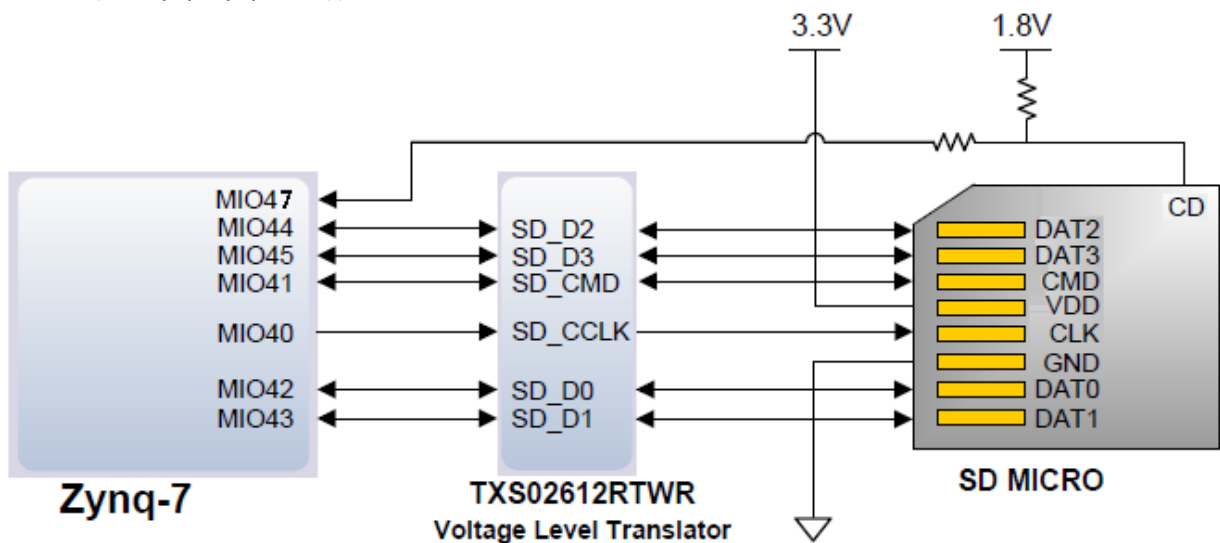 3.3V 1.8V
CD
MIO47
MIO44 SD_D2 DAT2
MIO45 SD_D3 DAT3
MIO41 SD_CMD CMD
VDD
MIO40 SD_CCLK CLK
GND
MIO42 SD_D0 DAT0
MIO43 SD_D1 DAT1
Zynq-7
TXS02612RTWR
Voltage Level Translator
SD MICRO